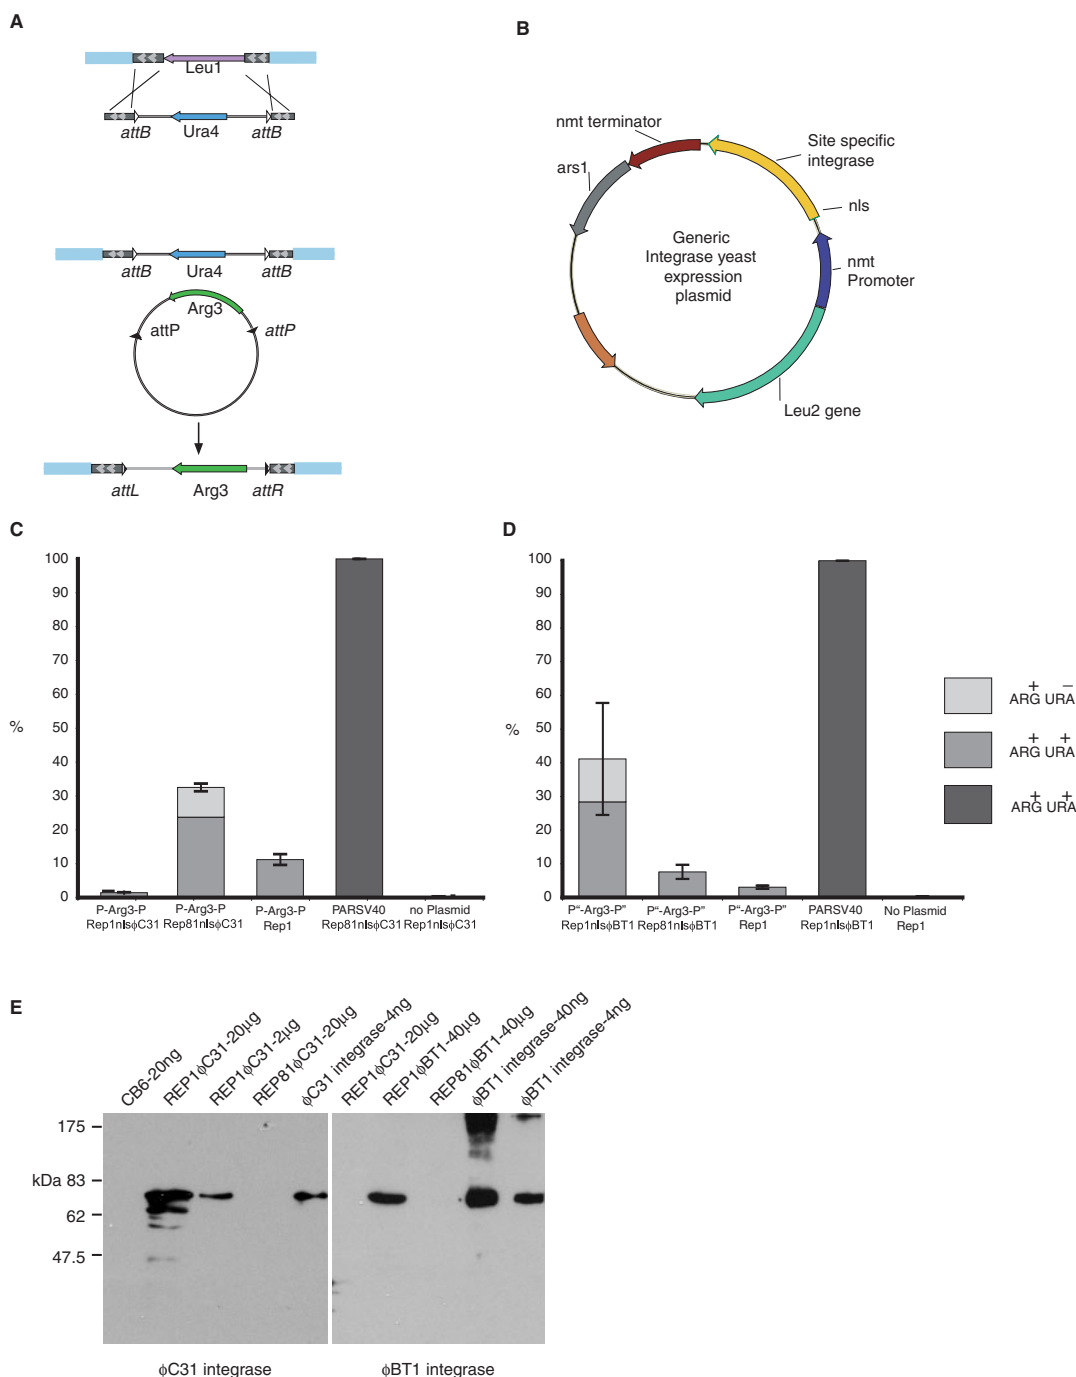 A
Leu1
attB
Ura4
attB
attB
Ura4
attB
Arg3
attP
attP
attL
Arg3
attR
B
nmt terminator
ars1
Site specific
integrase
nls
Generic
Integrase yeast
expression
plasmid
nmt
Promoter
Leu2 gene
C
100
90
80
70
60
50
%
40
30
20
10
0
P-Arg3-P
Rep1nlsϕC31
P-Arg3-P
Rep81nlsϕC31
P-Arg3-P
Rep1
PARSV40
Rep81nlsϕC31
no Plasmid
Rep1nlsϕC31
D
100
90
80
70
60
50
%
40
30
20
10
0
P“-Arg3-P”
Rep1nlsϕBT1
P“-Arg3-P”
Rep81nlsϕBT1
P“-Arg3-P”
Rep1
PARSV40
Rep1nlsϕBT1
No Plasmid
Rep1
+ −
ARG URA
+ +
ARG URA
+ +
ARG URA
E
CB6-20ng
REP1ϕC31-20µg
REP1ϕC31-2µg
REP81ϕC31-20µg
ϕC31 integrase-4ng
REP1ϕC31-20µg
REP1ϕBT1-40µg
REP81ϕBT1-40µg
ϕBT1 integrase-40ng
ϕBT1 integrase-4ng
175
kDa 83
62
47.5
ϕC31 integrase
ϕBT1 integrase